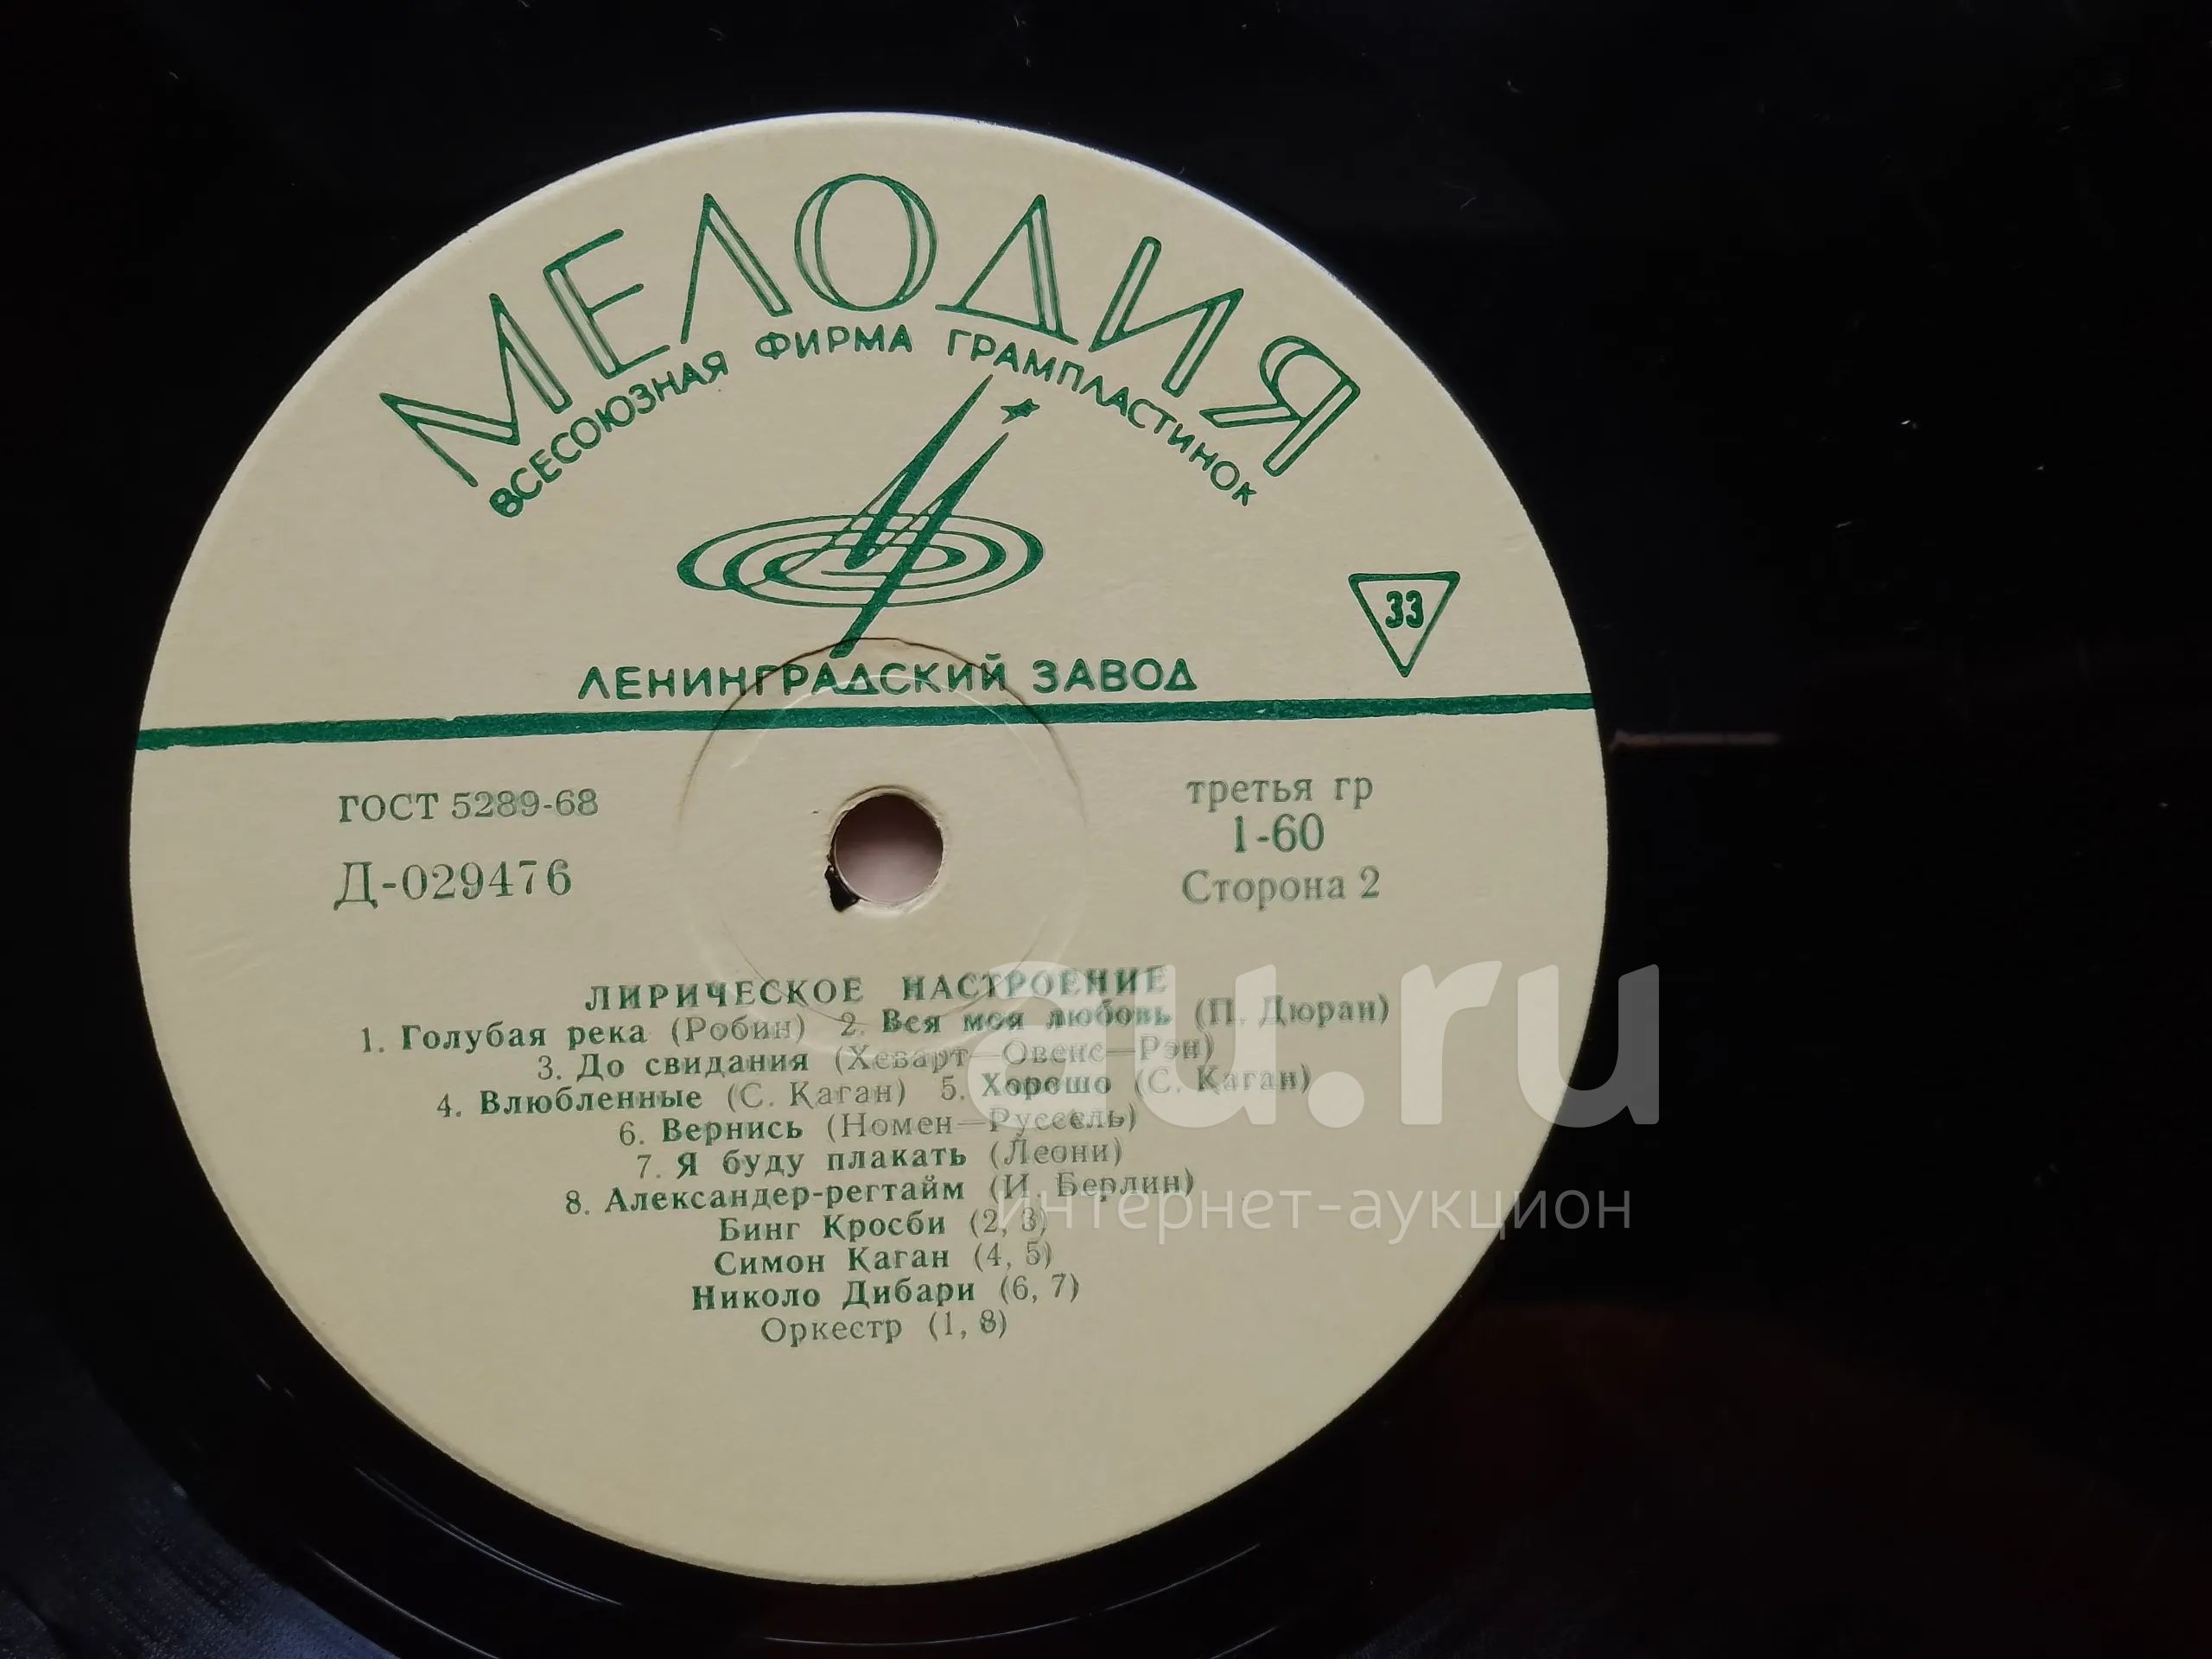 МЕЛОДИЯ
ВСЕСОЮЗНАЯ ФИРМА ГРАМПЛАСТИНОК
33
ЛЕНИНГРАДСКИЙ ЗАВОД
ГОСТ 5289-68
Д-029476
третья гр
1-60
Сторона 2
ЛИРИЧЕСКОЕ НАСТРОЕНИЕ
1. Голубая река (Робин) 2. Вся моя любовь (П. Дюран)
3. До свидания (Хеварт—Овенс—Рэн)
4. Влюбленные (С. Каган) 5. Хорошо (С. Каган)
6. Вернись (Номен—Руссель)
7. Я буду плакать (Леони)
8. Александер-регтайм (И. Берлин)
Бинг Кросби (2, 3)
Симон Каган (4, 5)
Николо Дибари (6, 7)
Оркестр (1, 8)
au.ru
интернет-аукцион